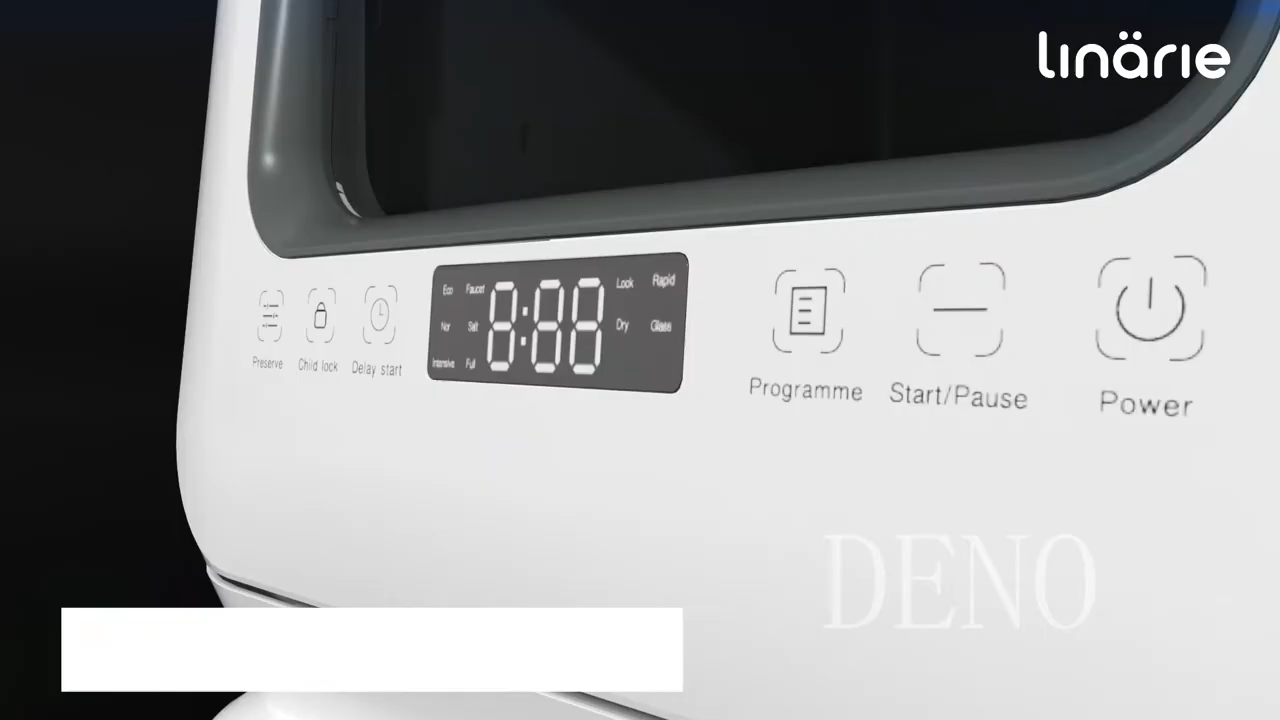 linärie
Eco Faucet 8:88 Lock Rapid
Nor Salt Dry Glass
Intensive Full
Preserve Child lock Delay start
Programme Start/Pause Power
DENO